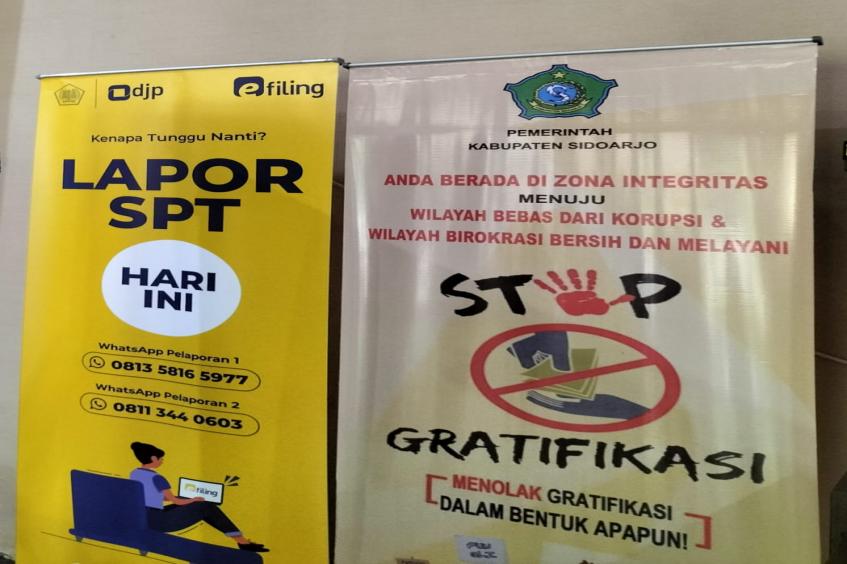 djp
efiling
Kenapa Tunggu Nanti?
LAPOR
SPT
HARI
INI
WhatsApp Pelaporan 1
0813 5816 5977
WhatsApp Pelaporan 2
0811 344 0603
efiling
PEMERINTAH
KABUPATEN SIDOARJO
ANDA BERADA DI ZONA INTEGRITAS
MENUJU
WILAYAH BEBAS DARI KORUPSI &
WILAYAH BIROKRASI BERSIH DAN MELAYANI
STOP
GRATIFIKASI
[MENOLAK GRATIFIKASI
DALAM BENTUK APAPUN!]